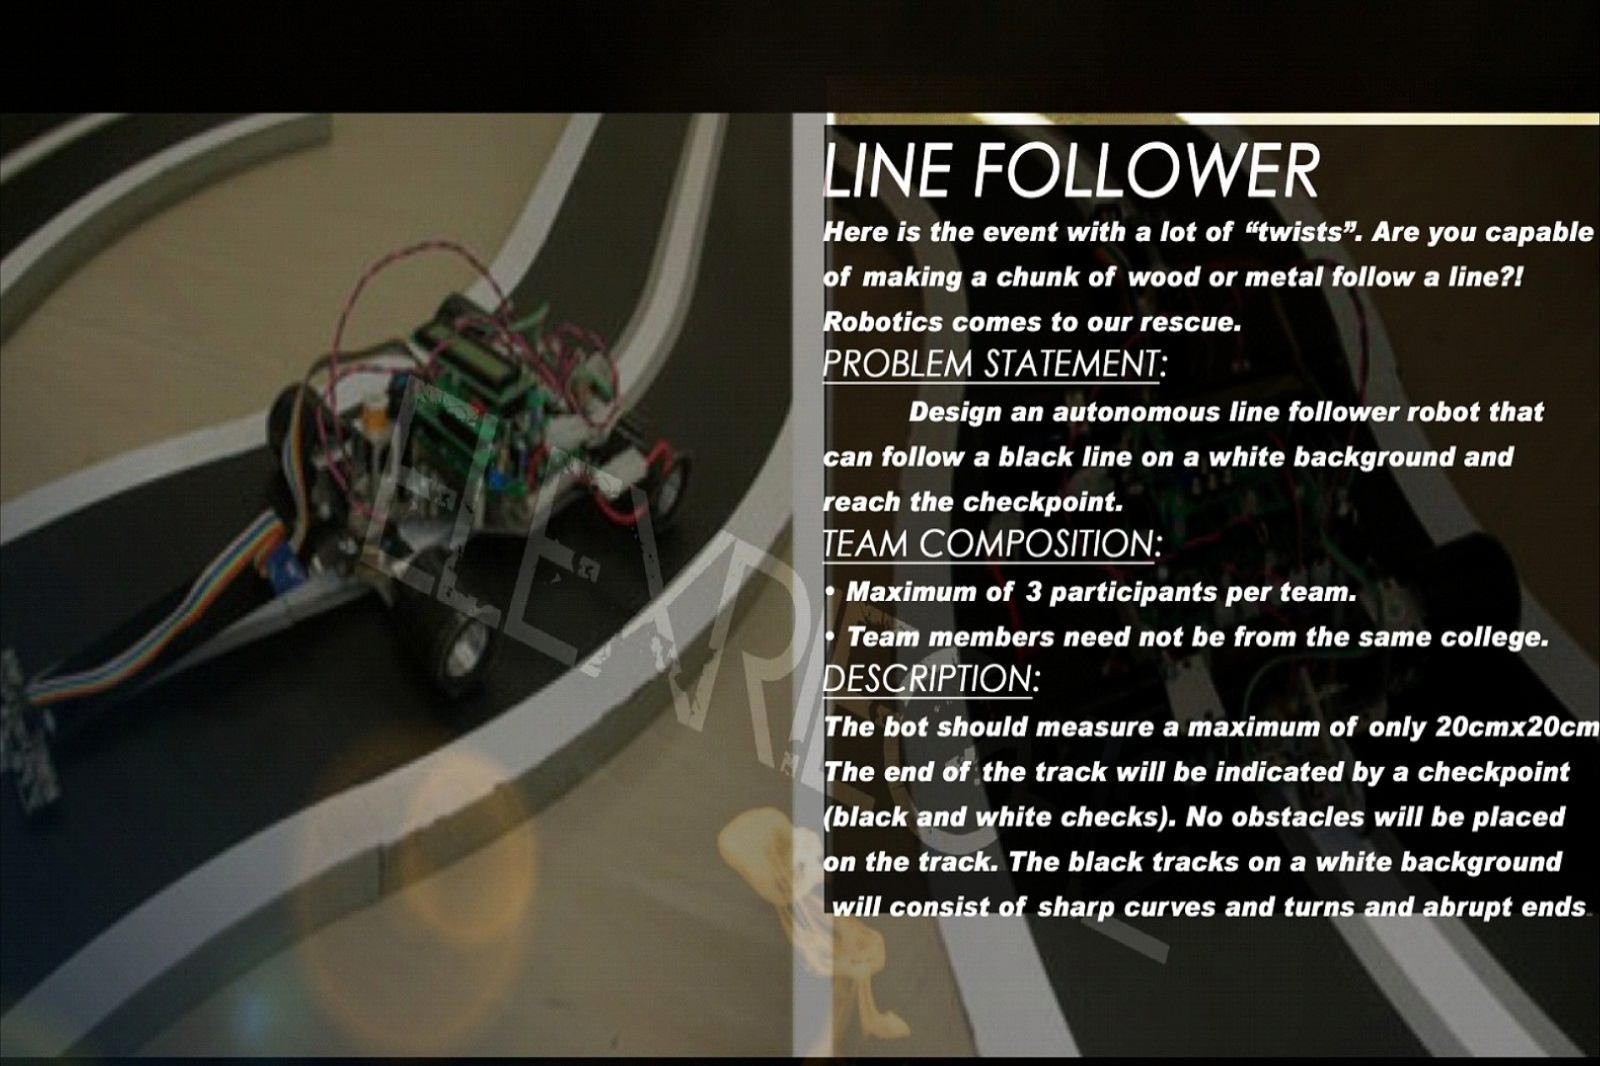 LINE FOLLOWER
Here is the event with a lot of “twists”. Are you capable
of making a chunk of wood or metal follow a line?!
Robotics comes to our rescue.
PROBLEM STATEMENT:
Design an autonomous line follower robot that
can follow a black line on a white background and
reach the checkpoint.
TEAM COMPOSITION:
• Maximum of 3 participants per team.
• Team members need not be from the same college.
DESCRIPTION:
The bot should measure a maximum of only 20cmx20cm
The end of the track will be indicated by a checkpoint
(black and white checks). No obstacles will be placed
on the track. The black tracks on a white background
will consist of sharp curves and turns and abrupt ends